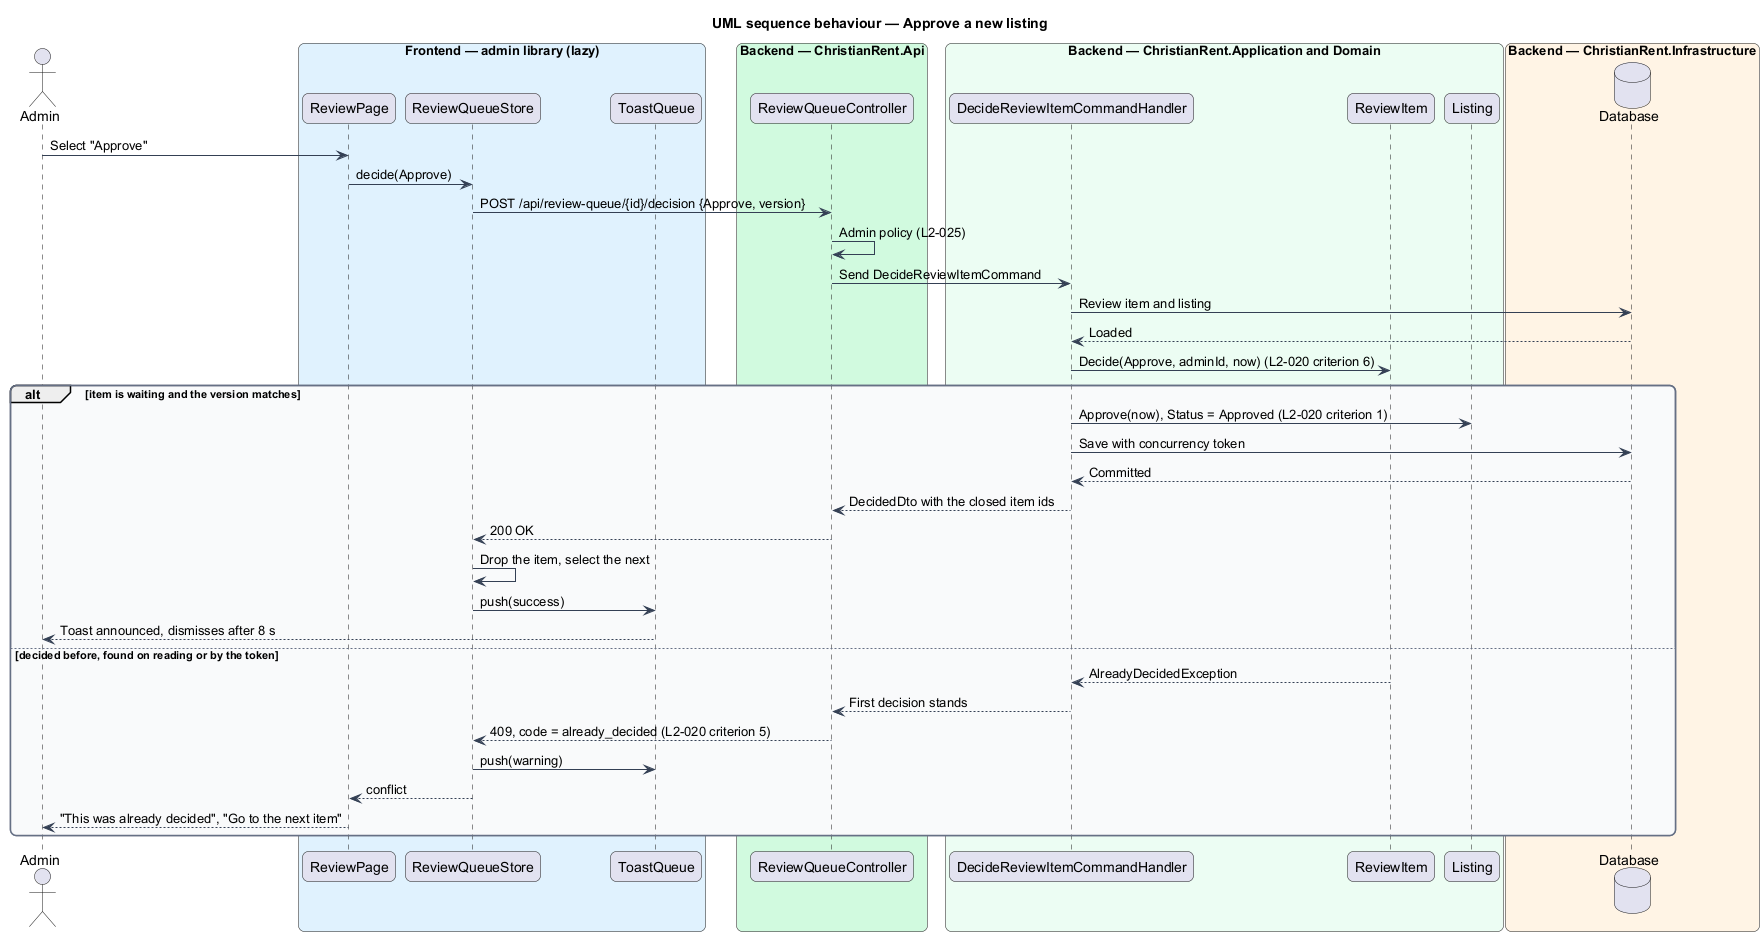 UML sequence behaviour — Approve a new listing
Frontend — admin library (lazy)
Backend — ChristianRent.Api
Backend — ChristianRent.Application and Domain
Backend — ChristianRent.Infrastructure
Admin
ReviewPage
ReviewQueueStore
ToastQueue
ReviewQueueController
DecideReviewItemCommandHandler
ReviewItem
Listing
Database
Select "Approve"
decide(Approve)
POST /api/review-queue/{id}/decision {Approve, version}
Admin policy (L2-025)
Send DecideReviewItemCommand
Review item and listing
Loaded
Decide(Approve, adminId, now) (L2-020 criterion 6)
alt
[item is waiting and the version matches]
Approve(now), Status = Approved (L2-020 criterion 1)
Save with concurrency token
Committed
DecidedDto with the closed item ids
200 OK
Drop the item, select the next
push(success)
Toast announced, dismisses after 8 s
[decided before, found on reading or by the token]
AlreadyDecidedException
First decision stands
409, code = already_decided (L2-020 criterion 5)
push(warning)
conflict
"This was already decided", "Go to the next item"
Admin
ReviewPage
ReviewQueueStore
ToastQueue
ReviewQueueController
DecideReviewItemCommandHandler
ReviewItem
Listing
Database